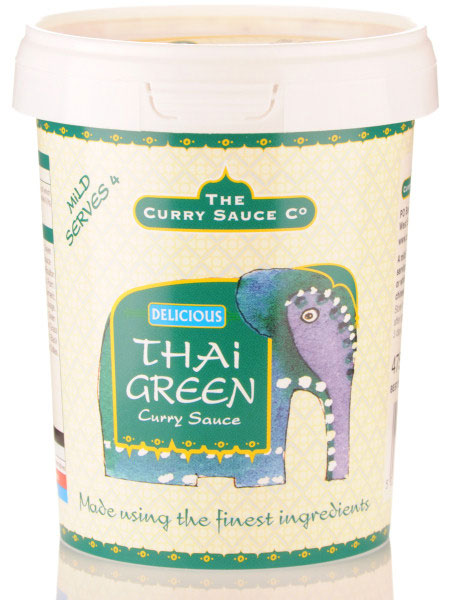 MiLD
SERVES 4
THE
CURRY SAUCE Co
DELICIOUS
THAi
GREEN
Curry Sauce
Made using the finest ingredients